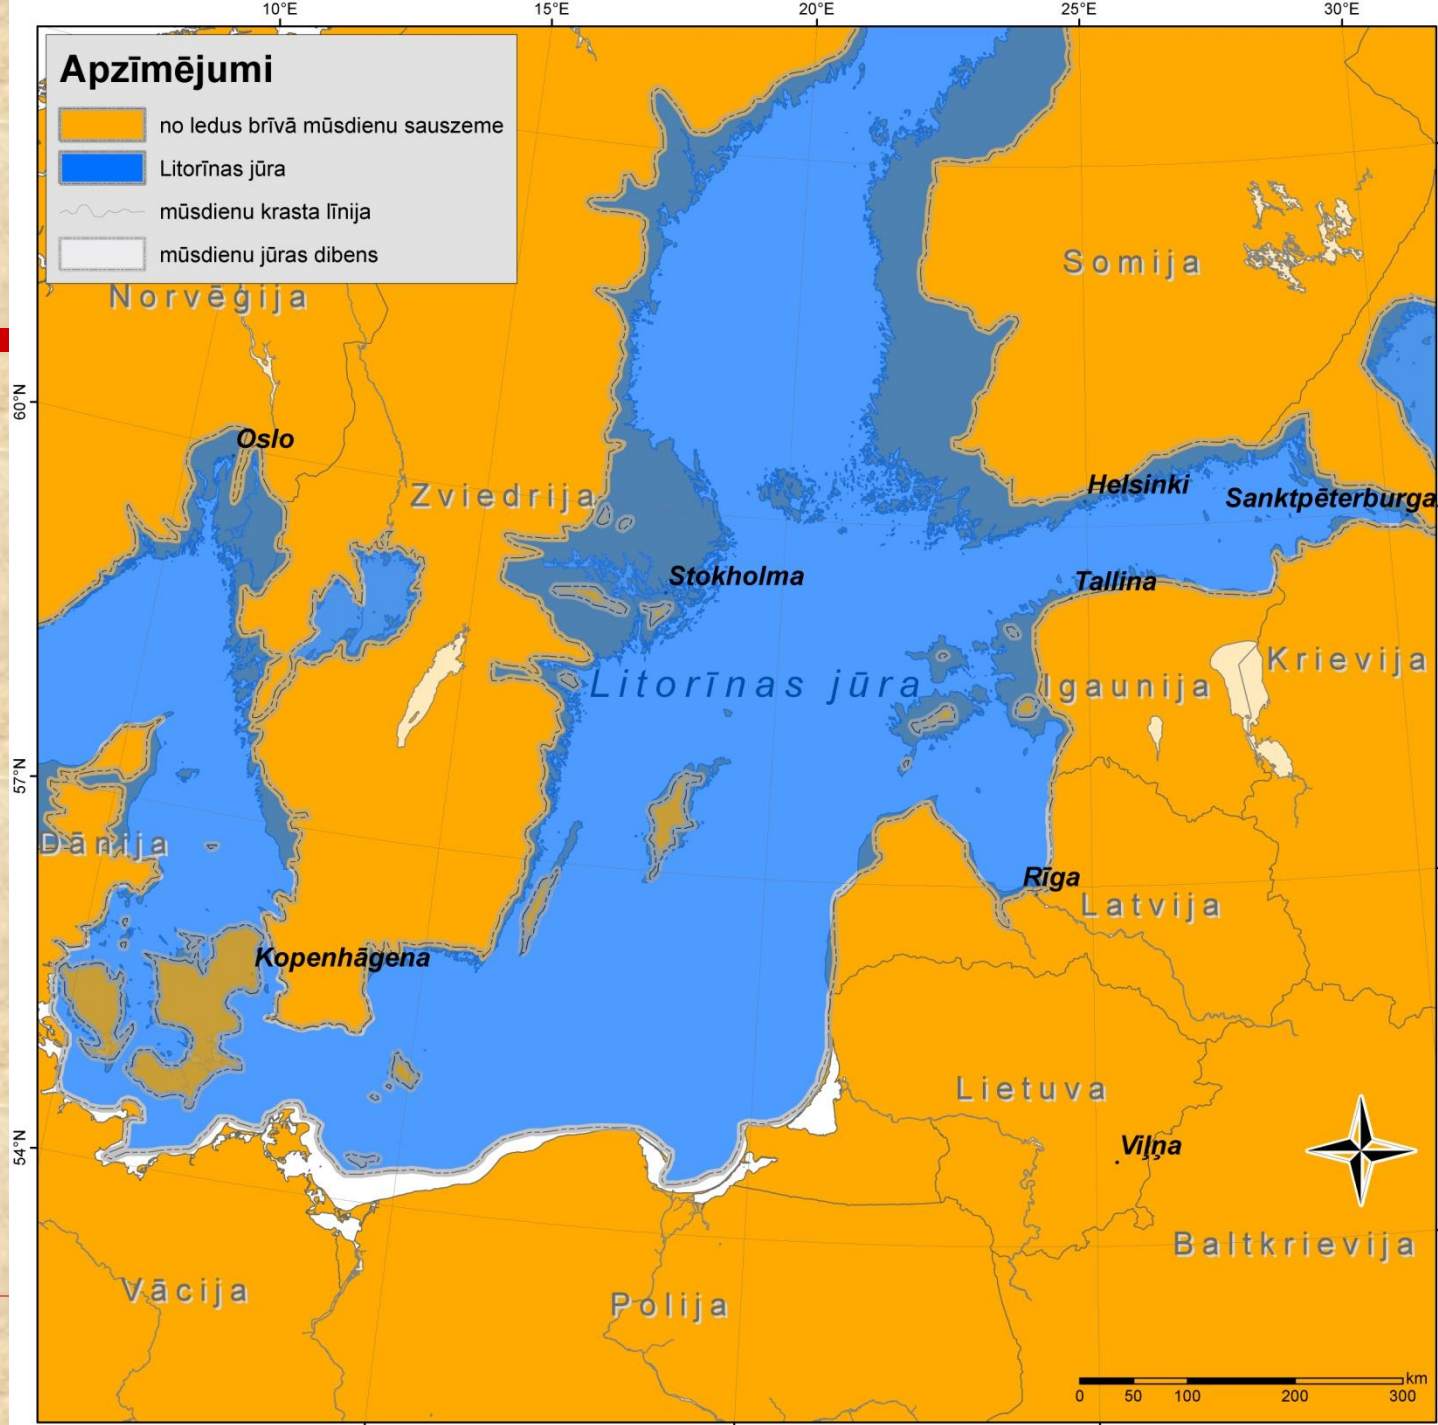 10°E
15°E
20°E
25°E
30°E
Apzīmējumi
no ledus brīvā mūsdienu sauszeme
Litorīnas jūra
mūsdienu krasta līnija
mūsdienu jūras dibens
Somija
Norvēģija
60°N
Oslo
Zviedrija
Helsinki
Sanktpēterburga
Stokholma
Tallina
Krievija
Litorīnas jūra
Igaunija
57°N
Dānija
Rīga
Latvija
Kopenhāgena
Lietuva
54°N
Viļņa
Baltkrievija
Vācija
Polija
km
0 50 100 200 300